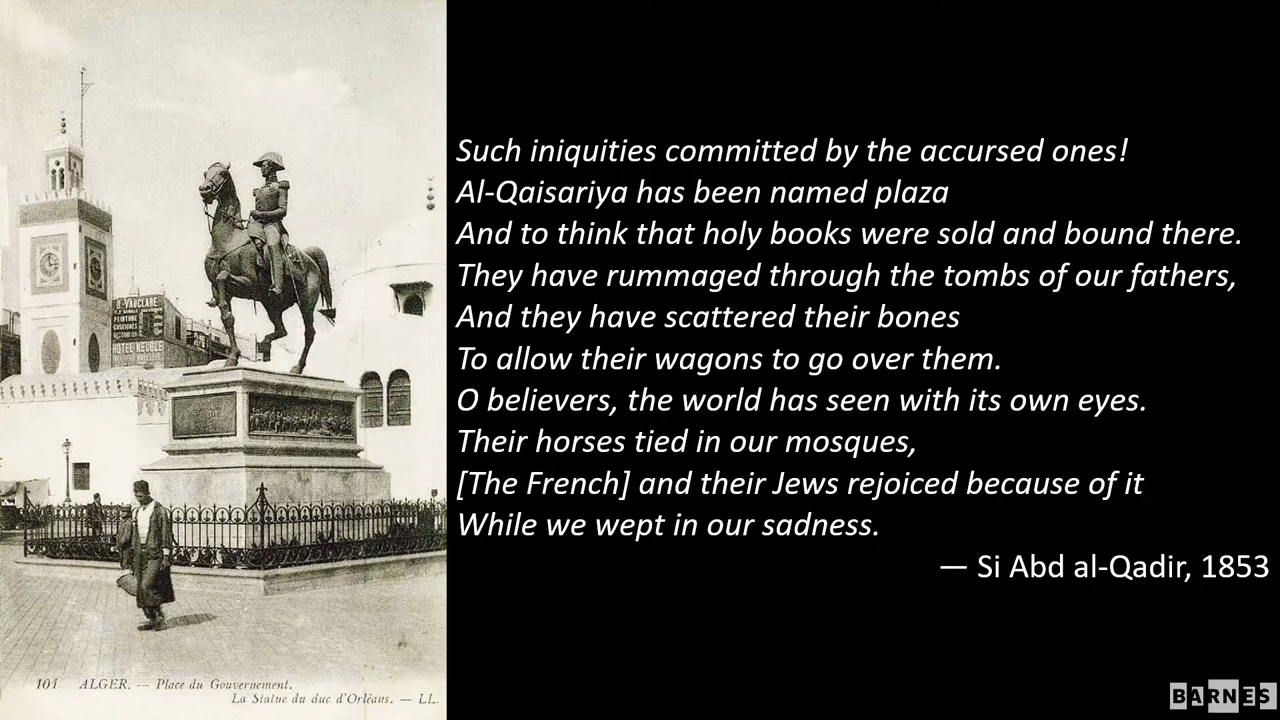 R. VAUCLARE
PEINTURE
HOTEL MEUBLÉ
101 ALGER. — Place du Gouvernement.
La Statue du duc d'Orléans. — LL.
Such iniquities committed by the accursed ones!
Al-Qaisariya has been named plaza
And to think that holy books were sold and bound there.
They have rummaged through the tombs of our fathers,
And they have scattered their bones
To allow their wagons to go over them.
O believers, the world has seen with its own eyes.
Their horses tied in our mosques,
[The French] and their Jews rejoiced because of it
While we wept in our sadness.
— Si Abd al-Qadir, 1853
BARNES